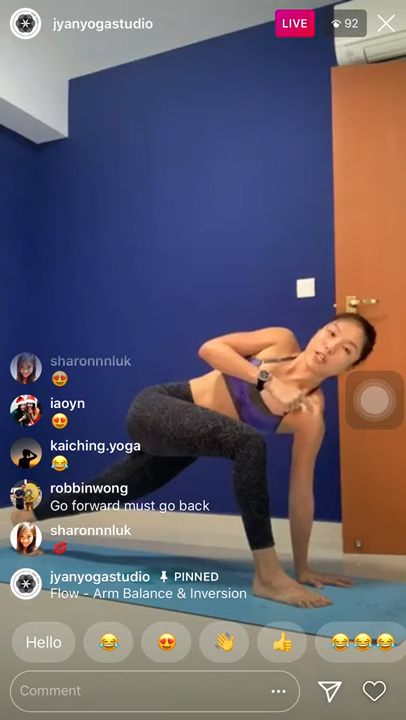 jyanyogastudio
LIVE
92
sharonnnluk
😍
iaoyn
😍
kaiching.yoga
😂
robbinwong
Go forward must go back
sharonnnluk
💋
jyanyogastudio PINNED
Flow - Arm Balance & Inversion
Hello 😂 😍 👋 👍 😂😂😂
Comment